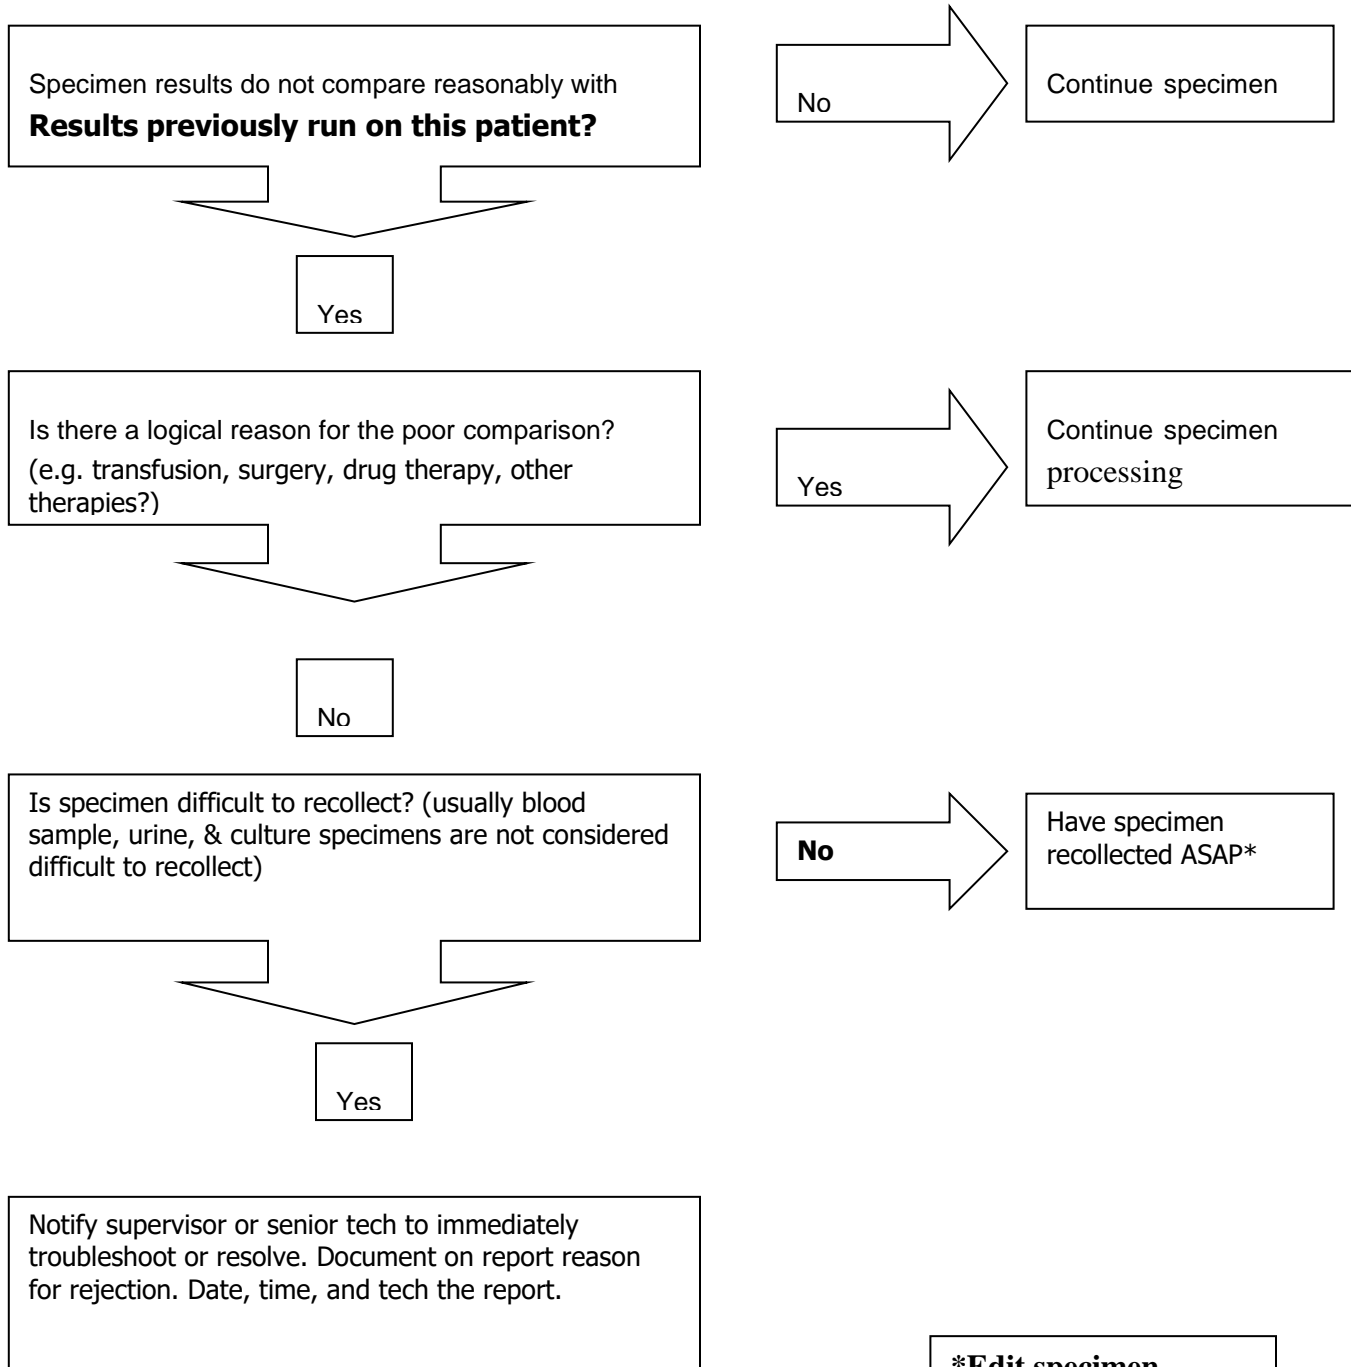 Specimen results do not compare reasonably with
Results previously run on this patient?
No
Continue specimen
Yes
Is there a logical reason for the poor comparison?
(e.g. transfusion, surgery, drug therapy, other
therapies?)
Yes
Continue specimen
processing
No
Is specimen difficult to recollect? (usually blood
sample, urine, & culture specimens are not considered
difficult to recollect)
No
Have specimen
recollected ASAP*
Yes
Notify supervisor or senior tech to immediately
troubleshoot or resolve. Document on report reason
for rejection. Date, time, and tech the report.
*Edit specimen